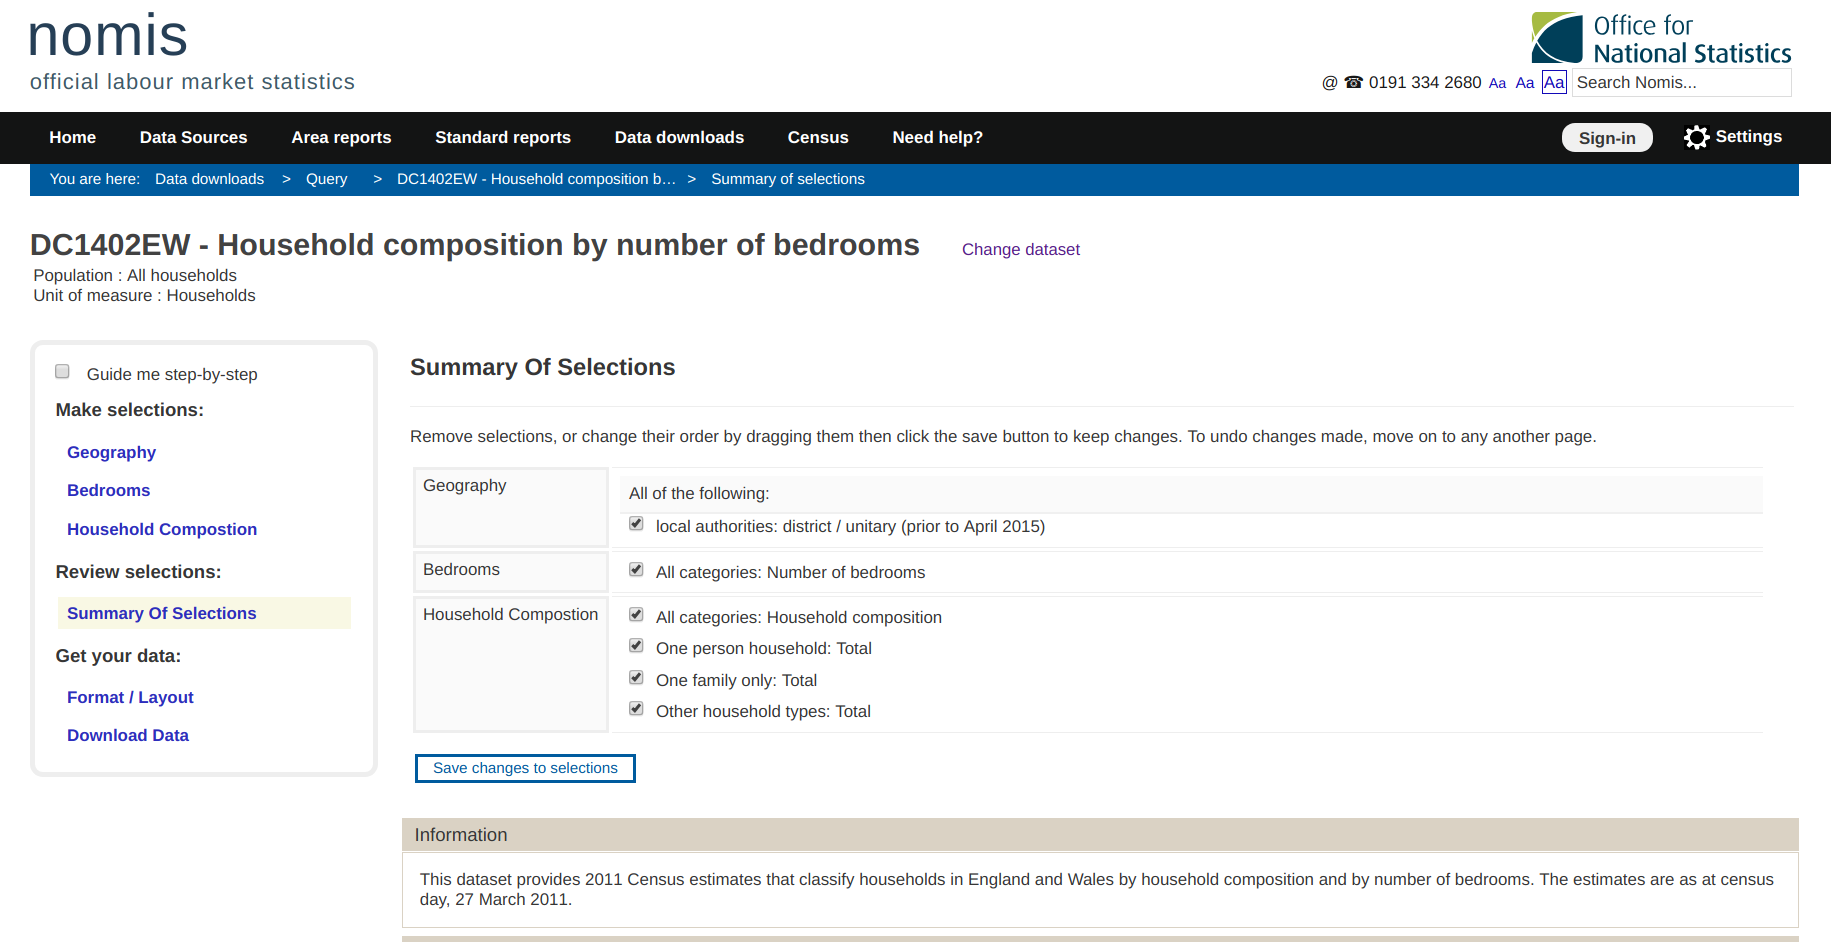 nomis
official labour market statistics
Office for
National Statistics
@ ☎ 0191 334 2680 Aa Aa Aa Search Nomis...
Home Data Sources Area reports Standard reports Data downloads Census Need help? Sign-in Settings
You are here: Data downloads > Query > DC1402EW - Household composition b... > Summary of selections
DC1402EW - Household composition by number of bedrooms Change dataset
Population : All households
Unit of measure : Households
Guide me step-by-step
Make selections:
Geography
Bedrooms
Household Compostion
Review selections:
Summary Of Selections
Get your data:
Format / Layout
Download Data
Summary Of Selections
Remove selections, or change their order by dragging them then click the save button to keep changes. To undo changes made, move on to any another page.
Geography
All of the following:
local authorities: district / unitary (prior to April 2015)
Bedrooms
All categories: Number of bedrooms
Household Compostion
All categories: Household composition
One person household: Total
One family only: Total
Other household types: Total
Save changes to selections
Information
This dataset provides 2011 Census estimates that classify households in England and Wales by household composition and by number of bedrooms. The estimates are as at census
day, 27 March 2011.